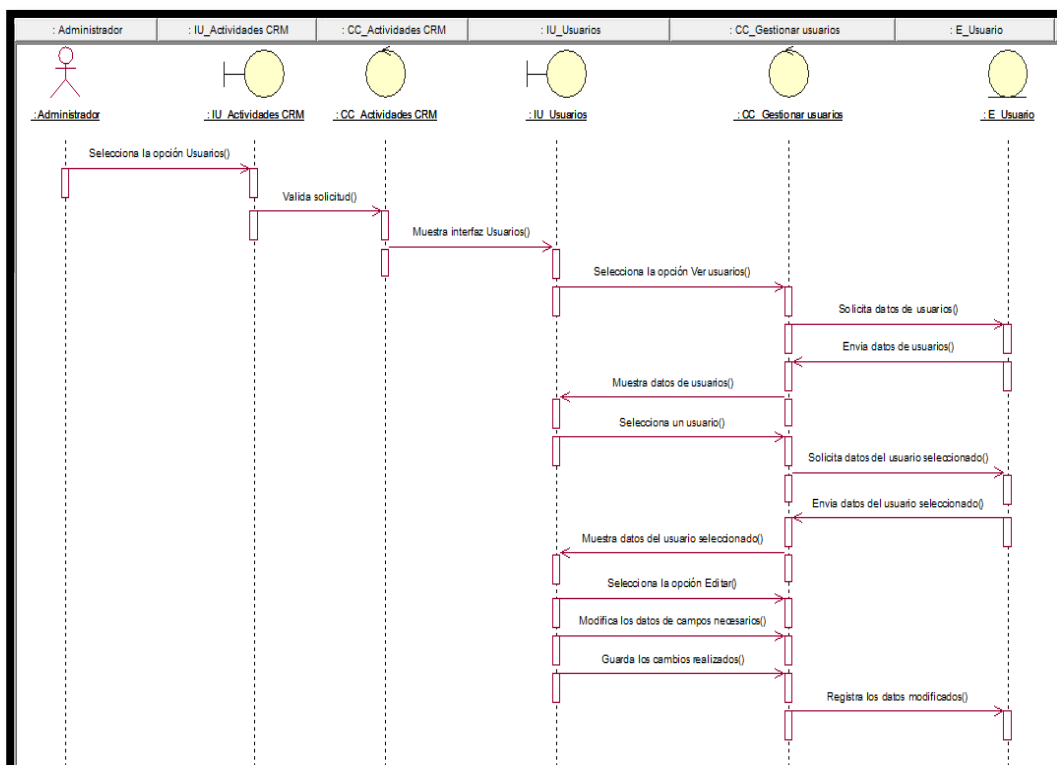 : Administrador
: IU_Actividades CRM
: CC_Actividades CRM
: IU_Usuarios
: CC_Gestionar usuarios
: E_Usuario
:Administrador
: IU_Actividades CRM
: CC_Actividades CRM
: IU_Usuarios
: CC_Gestionar usuarios
: E_Usuario
Selecciona la opción Usuarios()
Valida solicitud()
Muestra interfaz Usuarios()
Selecciona la opción Ver usuarios()
Solicita datos de usuarios()
Envia datos de usuarios()
Muestra datos de usuarios()
Selecciona un usuario()
Solicita datos del usuario seleccionado()
Envia datos del usuario seleccionado()
Muestra datos del usuario seleccionado()
Selecciona la opción Editar()
Modifica los datos de campos necesarios()
Guarda los cambios realizados()
Registra los datos modificados()